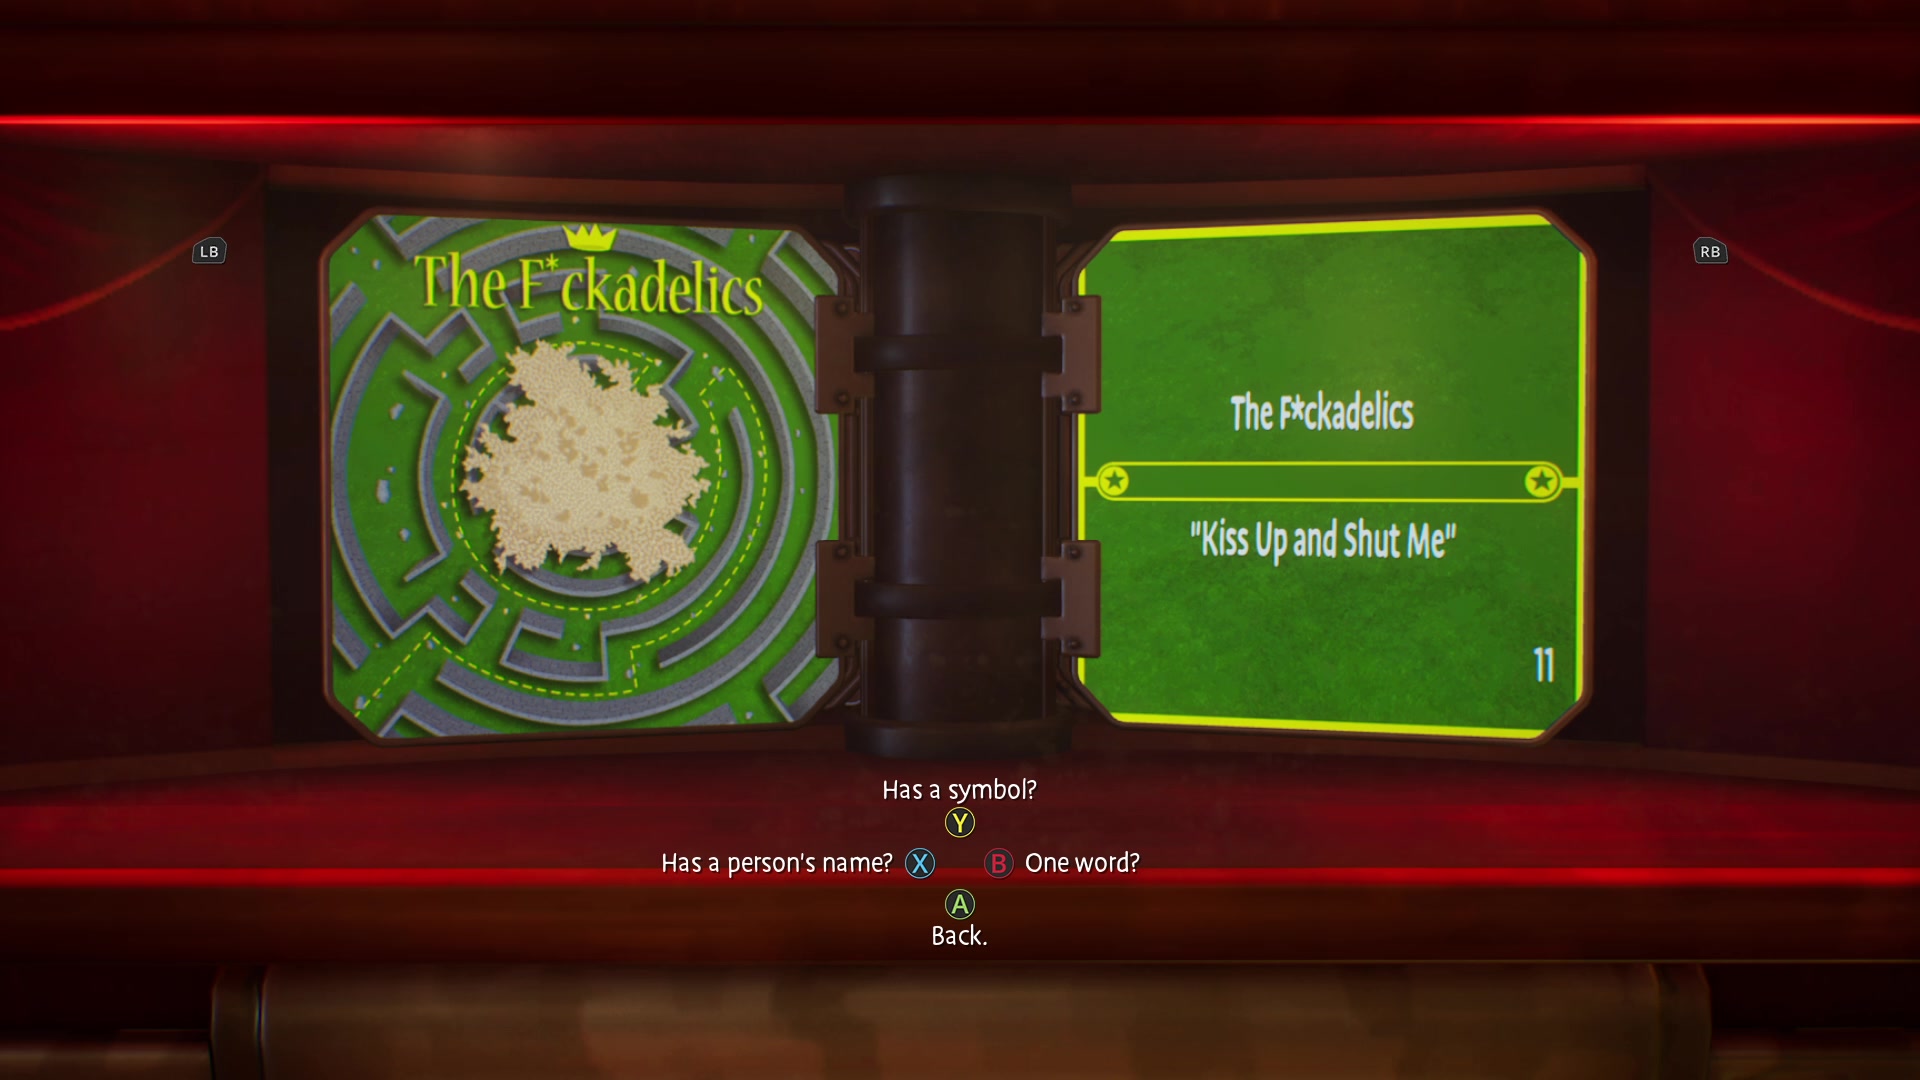 The F*ckadelics
LB
RB
The F*ckadelics
"Kiss Up and Shut Me"
11
Has a symbol?
Y
Has a person's name? X B One word?
A
Back.